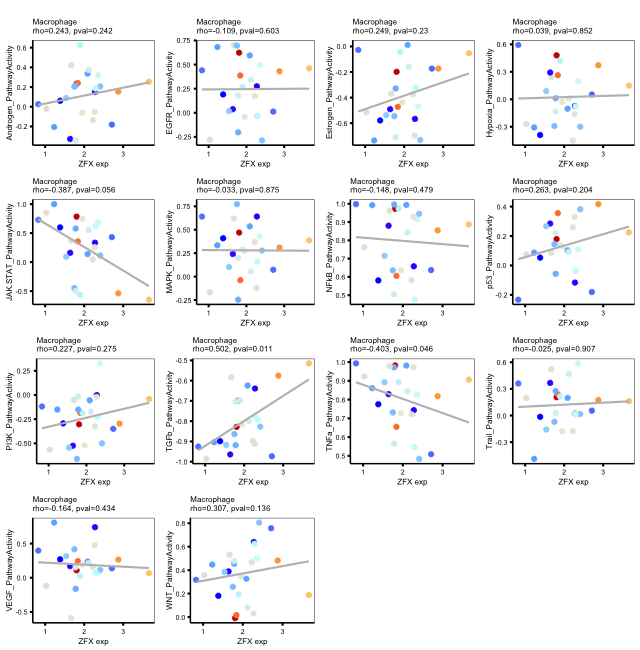 Macrophage
rho=0.243, pval=0.242
Androgen_PathwayActivity
0.6
0.4
0.2
0.0
-0.2
1
2
3
ZFX exp
Macrophage
rho=-0.109, pval=0.603
EGFR_PathwayActivity
0.75
0.50
0.25
0.00
-0.25
1
2
3
ZFX exp
Macrophage
rho=0.249, pval=0.23
Estrogen_PathwayActivity
0.0
-0.3
-0.6
1
2
3
ZFX exp
Macrophage
rho=0.039, pval=0.852
Hypoxia_PathwayActivity
0.6
0.3
0.0
-0.3
1
2
3
ZFX exp
Macrophage
rho=-0.387, pval=0.056
JAK-STAT_PathwayActivity
1.0
0.5
0.0
-0.5
1
2
3
ZFX exp
Macrophage
rho=-0.033, pval=0.875
MAPK_PathwayActivity
0.75
0.50
0.25
0.00
-0.25
1
2
3
ZFX exp
Macrophage
rho=-0.148, pval=0.479
NFkB_PathwayActivity
1.0
0.9
0.8
0.7
0.6
0.5
1
2
3
ZFX exp
Macrophage
rho=0.263, pval=0.204
p53_PathwayActivity
0.4
0.2
0.0
-0.2
1
2
3
ZFX exp
Macrophage
rho=0.227, pval=0.275
PI3K_PathwayActivity
0.25
0.00
-0.25
-0.50
1
2
3
ZFX exp
Macrophage
rho=0.502, pval=0.011
TGFb_PathwayActivity
-0.5
-0.6
-0.7
-0.8
-0.9
-1.0
1
2
3
ZFX exp
Macrophage
rho=-0.403, pval=0.046
TNFa_PathwayActivity
1.0
0.9
0.8
0.7
0.6
0.5
1
2
3
ZFX exp
Macrophage
rho=-0.025, pval=0.907
Trail_PathwayActivity
0.6
0.3
0.0
-0.3
1
2
3
ZFX exp
Macrophage
rho=-0.164, pval=0.434
VEGF_PathwayActivity
0.5
0.0
-0.5
1
2
3
ZFX exp
Macrophage
rho=0.307, pval=0.136
WNT_PathwayActivity
0.8
0.6
0.4
0.2
0.0
1
2
3
ZFX exp